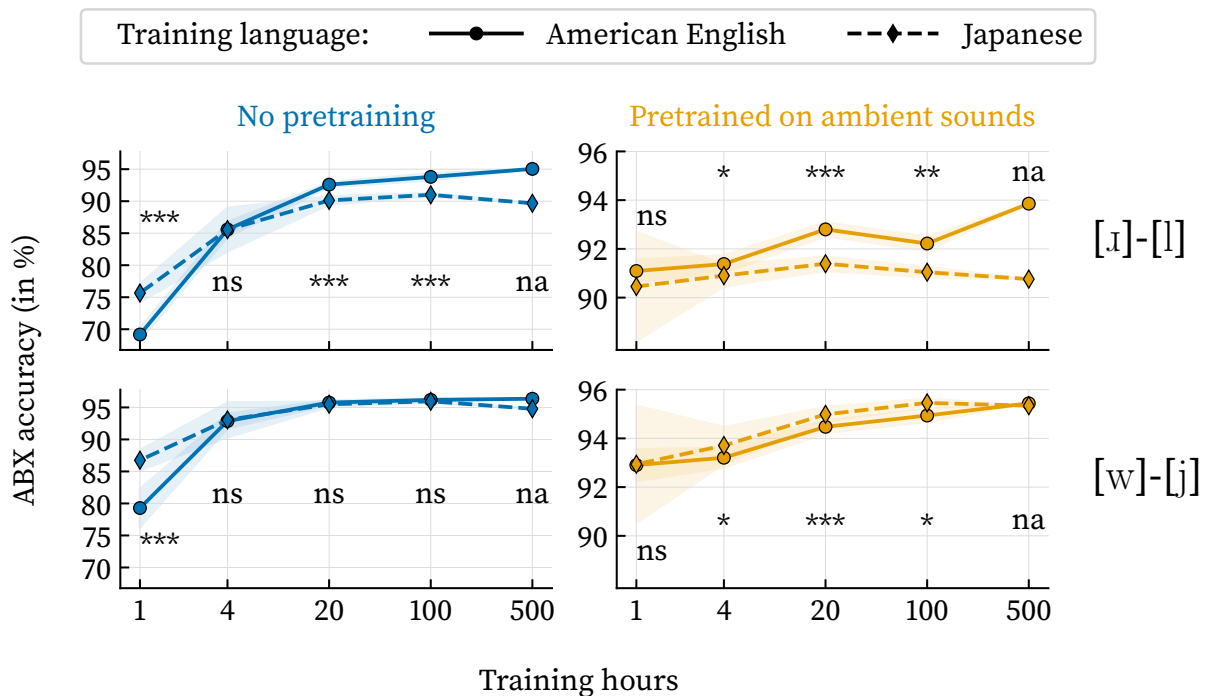 Training language: American English Japanese
No pretraining
Pretrained on ambient sounds
ABX accuracy (in %)
95
90
85
80
75
70
***
ns
***
***
na
96
94
92
90
ns
*
***
**
na
[ɹ]-[l]
95
90
85
80
75
70
***
ns
ns
ns
na
1 4 20 100 500
96
94
92
90
ns
*
***
*
na
1 4 20 100 500
[w]-[j]
Training hours